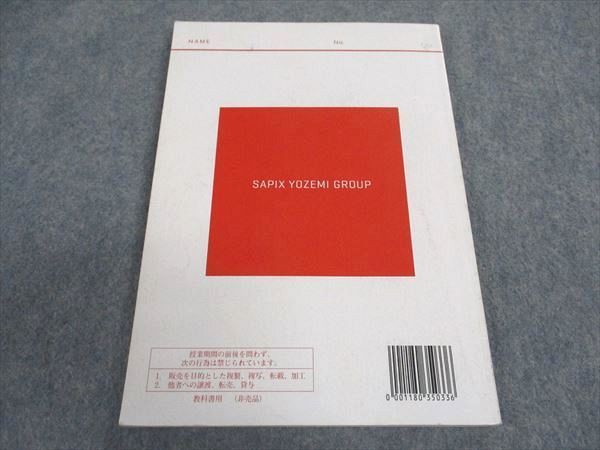 NAME No.
SAPIX YOZEMI GROUP
授業期間の前後を問わず、
次の行為は禁じられています。
1. 販売を目的とした複製、複写、転載、加工
2. 他者への譲渡、転売、貸与
教科書用 (非売品)
0 001180 350336